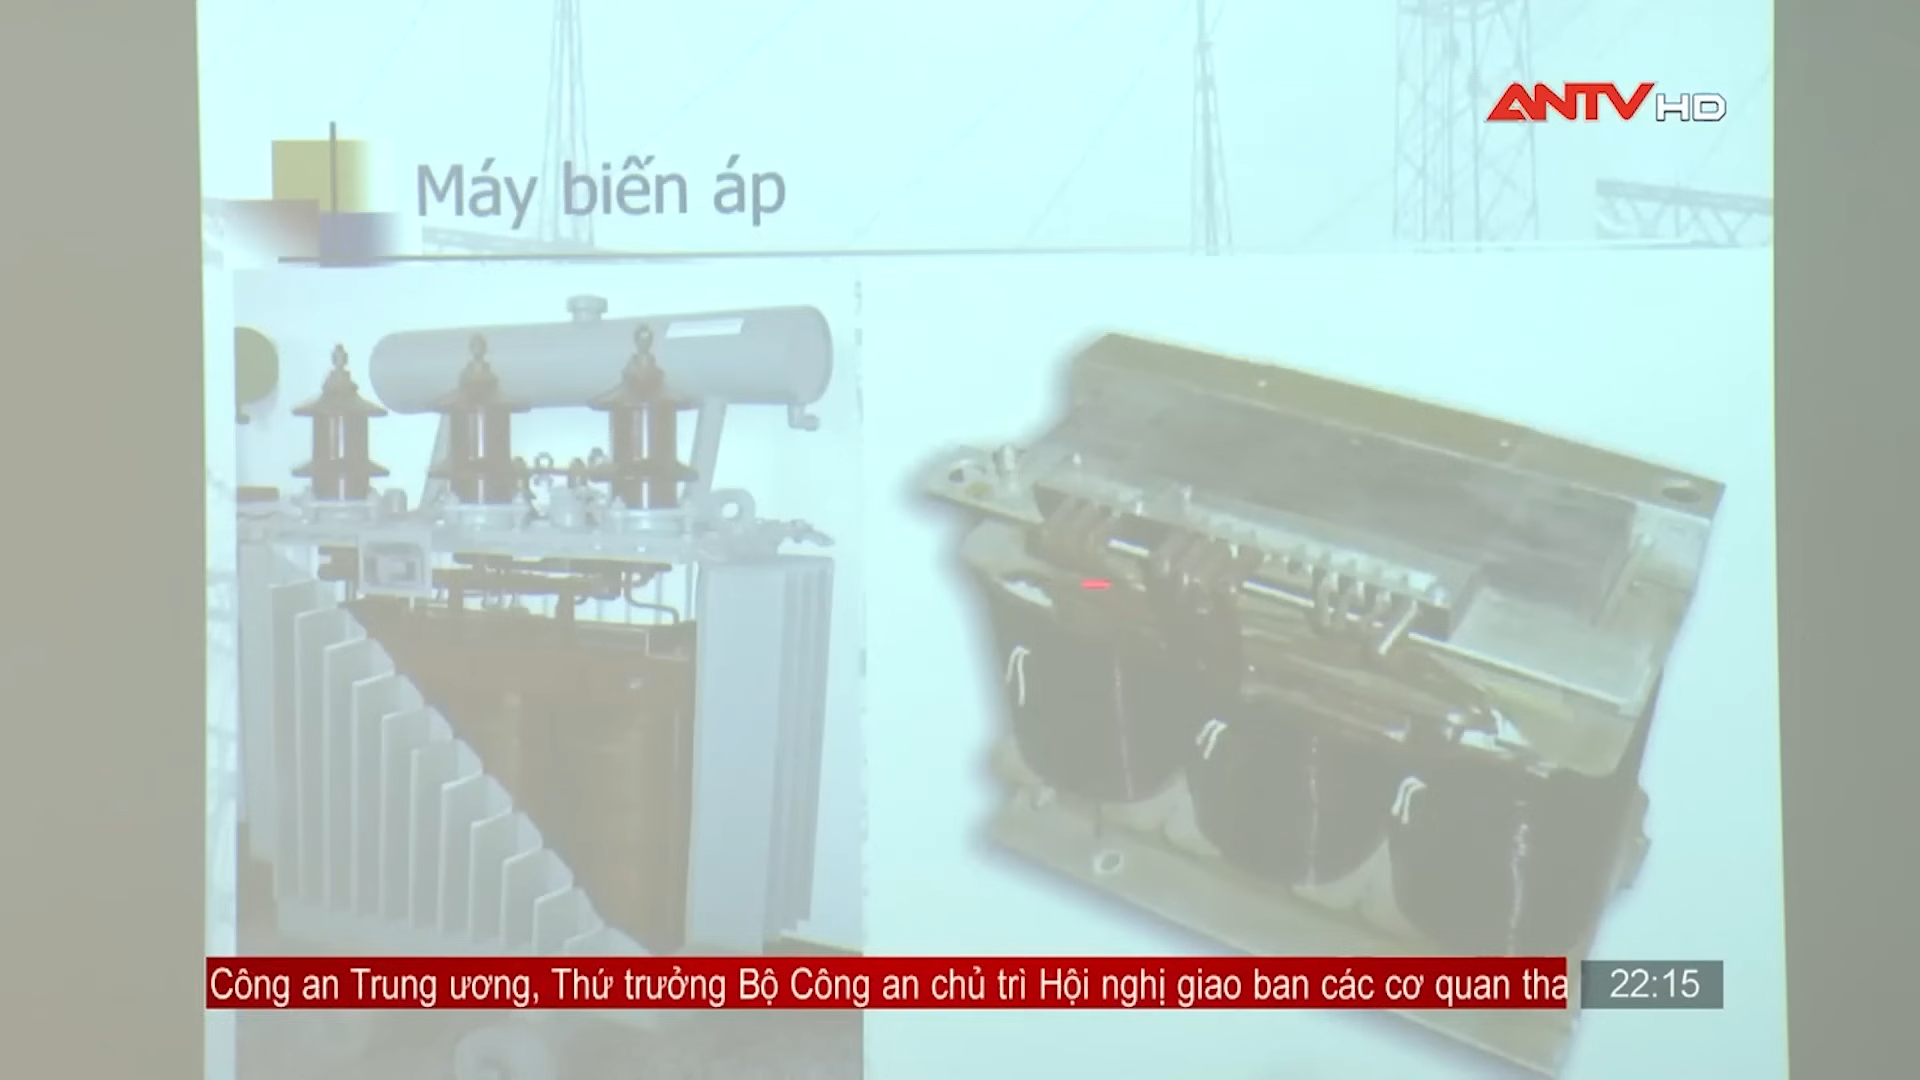 ANTV HD
Máy biến áp
Công an Trung ương, Thứ trưởng Bộ Công an chủ trì Hội nghị giao ban các cơ quan tha
22:15